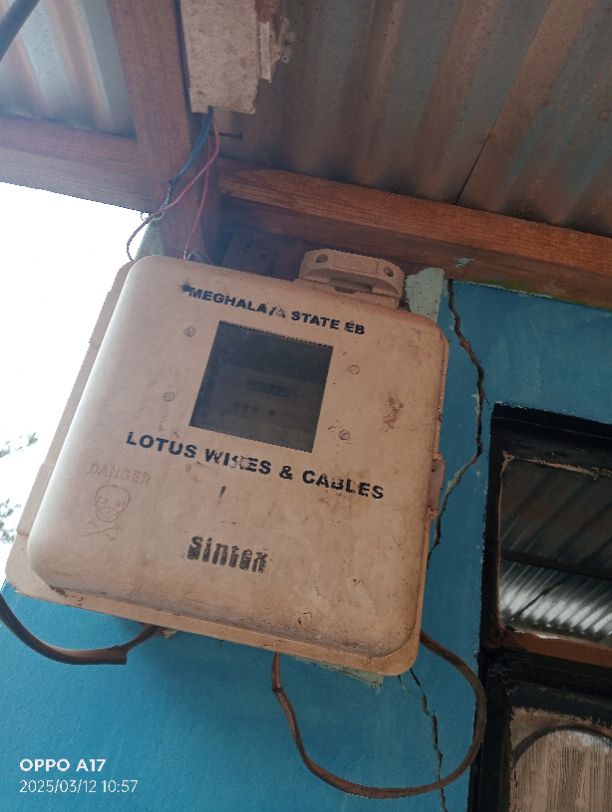 MEGHALAYA STATE EB
LOTUS WIRES & CABLES
DANGER
Sintex
OPPO A17
2025/03/12 10:57